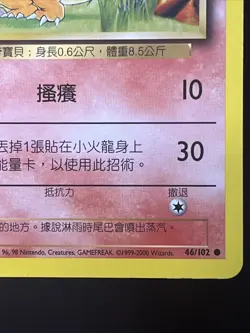 寶貝；身長0.6公尺，體重8.5公斤
搔癢 10
丟掉1張貼在小火龍身上
能量卡，以使用此招術。 30
抵抗力 撤退
的地方。據說淋雨時尾巴會噴出蒸汽。
96, 98 Nintendo, Creatures, GAMEFREAK. ©1999-2000 Wizards. 46/102